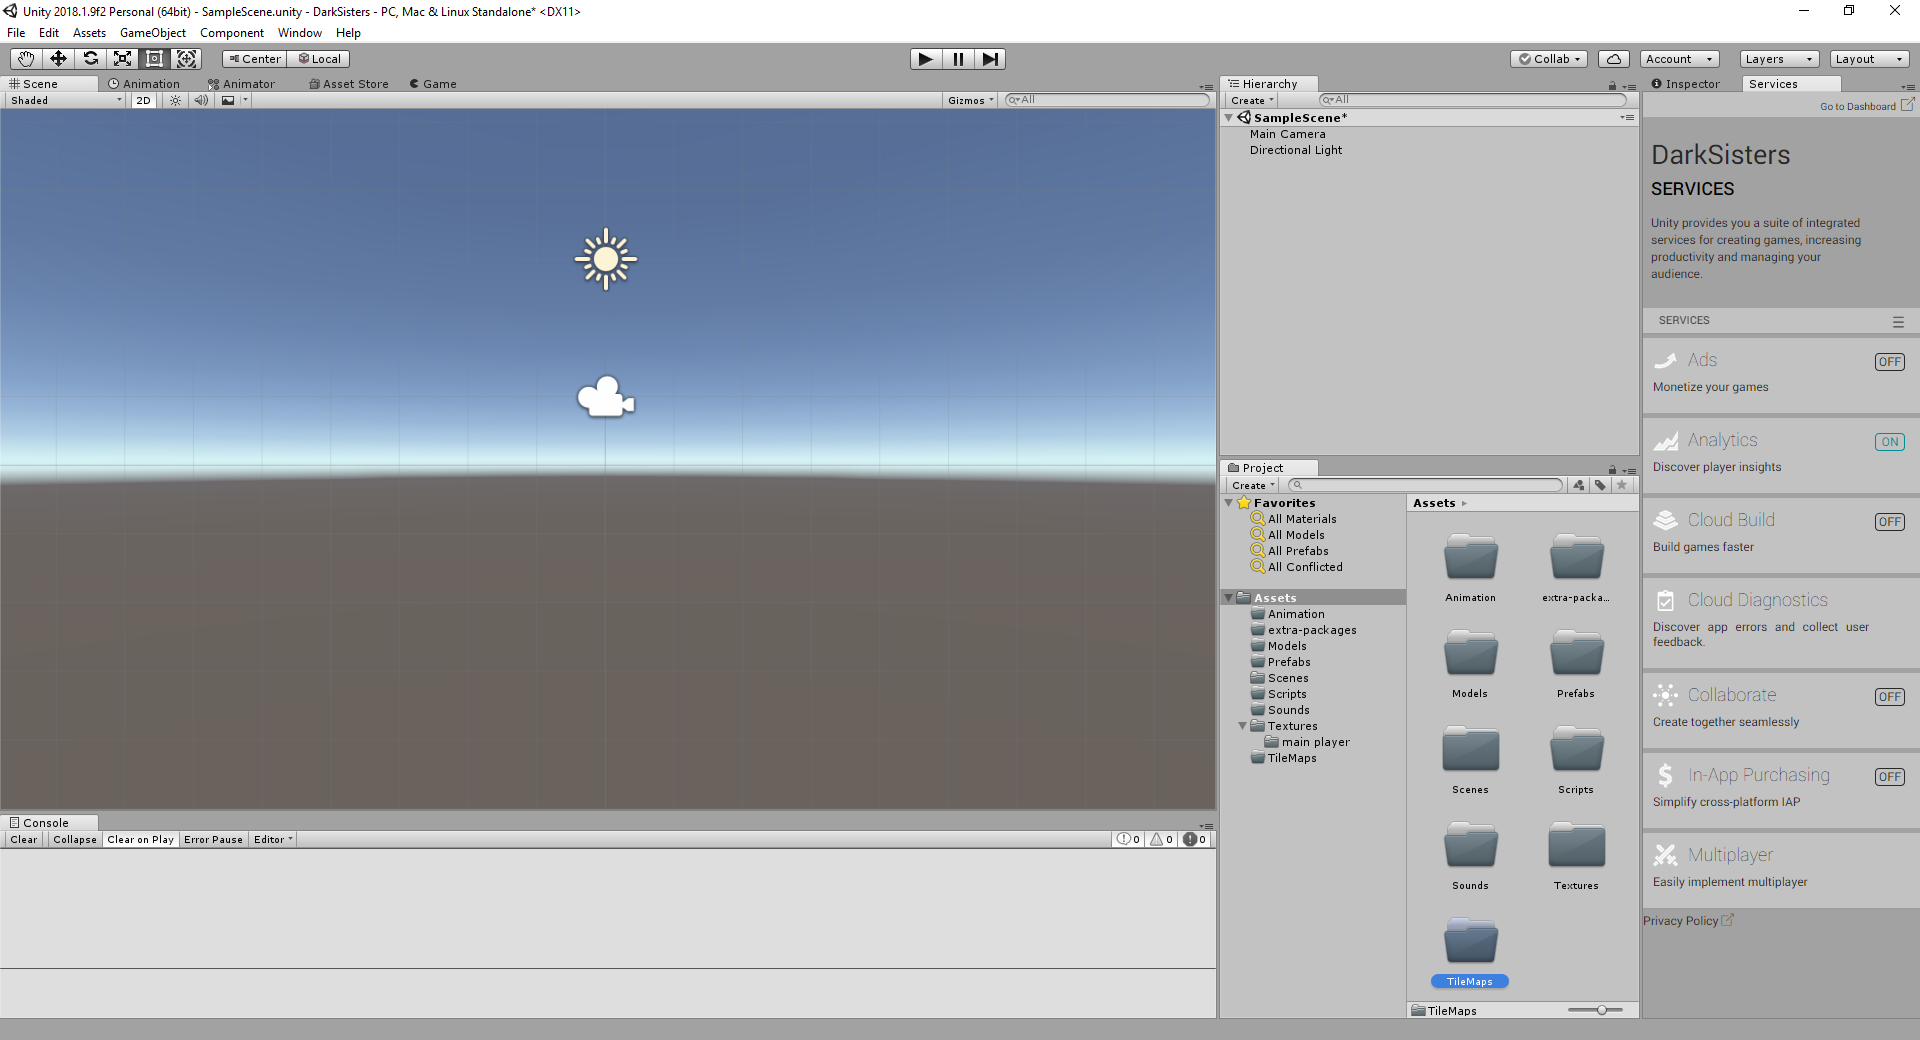 Unity 2018.1.9f2 Personal (64bit) - SampleScene.unity - DarkSisters - PC, Mac & Linux Standalone* <DX11>
File Edit Assets GameObject Component Window Help
Center Local Collab Account Layers Layout
Scene Animation Animator Asset Store Game
Shaded 2D Gizmos All
Hierarchy
Create All
SampleScene*
Main Camera
Directional Light
Project
Create
Favorites
All Materials
All Models
All Prefabs
All Conflicted
Assets
Animation
extra-packages
Models
Prefabs
Scenes
Scripts
Sounds
Textures
main player
TileMaps
Assets
Animation extra-packa...
Models Prefabs
Scenes Scripts
Sounds Textures
TileMaps
TileMaps
Inspector Services
Go to Dashboard
DarkSisters
SERVICES
Unity provides you a suite of integrated
services for creating games, increasing
productivity and managing your
audience.
SERVICES
Ads OFF
Monetize your games
Analytics ON
Discover player insights
Cloud Build OFF
Build games faster
Cloud Diagnostics
Discover app errors and collect user
feedback.
Collaborate OFF
Create together seamlessly
In-App Purchasing OFF
Simplify cross-platform IAP
Multiplayer
Easily implement multiplayer
Privacy Policy
Console
Clear Collapse Clear on Play Error Pause Editor 0 0 0